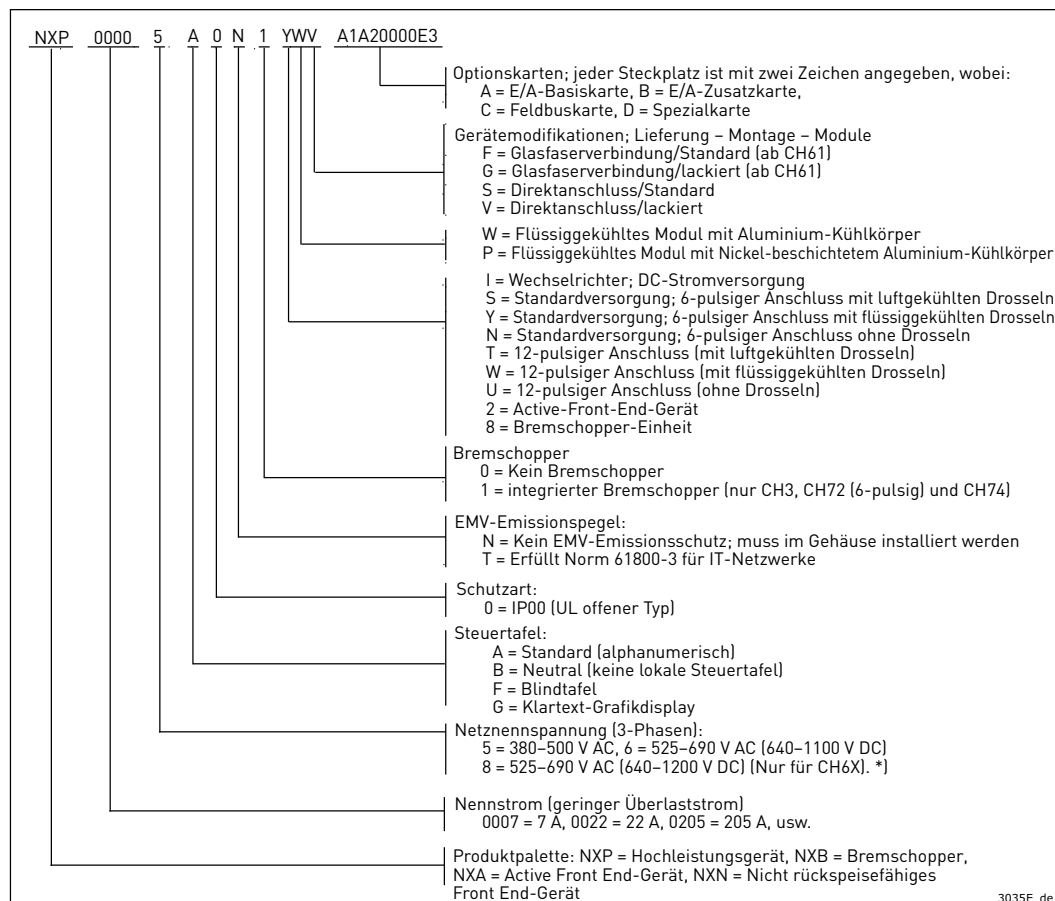 NXP 0000 5 A 0 N 1 YWV A1A20000E3
Optionskarten; jeder Steckplatz ist mit zwei Zeichen angegeben, wobei:
A = E/A-Basiskarte, B = E/A-Zusatzkarte,
C = Feldbuskarte, D = Spezialkarte
Gerätemodifikationen; Lieferung – Montage – Module
F = Glasfaserverbindung/Standard (ab CH61)
G = Glasfaserverbindung/lackiert (ab CH61)
S = Direktanschluss/Standard
V = Direktanschluss/lackiert
W = Flüssiggekühltes Modul mit Aluminium-Kühlkörper
P = Flüssiggekühltes Modul mit Nickel-beschichtetem Aluminium-Kühlkörper
I = Wechselrichter; DC-Stromversorgung
S = Standardversorgung; 6-pulsiger Anschluss mit luftgekühlten Drosseln
Y = Standardversorgung; 6-pulsiger Anschluss mit flüssiggekühlten Drosseln
N = Standardversorgung; 6-pulsiger Anschluss ohne Drosseln
T = 12-pulsiger Anschluss (mit luftgekühlten Drosseln)
W = 12-pulsiger Anschluss (mit flüssiggekühlten Drosseln)
U = 12-pulsiger Anschluss (ohne Drosseln)
2 = Active-Front-End-Gerät
8 = Bremschopper-Einheit
Bremschopper
0 = Kein Bremschopper
1 = integrierter Bremschopper (nur CH3, CH72 (6-pulsig) und CH74)
EMV-Emissionspegel:
N = Kein EMV-Emissionsschutz; muss im Gehäuse installiert werden
T = Erfüllt Norm 61800-3 für IT-Netzwerke
Schutzart:
0 = IP00 (UL offener Typ)
Steuertafel:
A = Standard (alphanumerisch)
B = Neutral (keine lokale Steuertafel)
F = Blindtafel
G = Klartext-Grafikdisplay
Netznennspannung (3-Phasen):
5 = 380–500 V AC, 6 = 525–690 V AC (640–1100 V DC)
8 = 525–690 V AC (640–1200 V DC) (Nur für CH6X). *)
Nennstrom (geringer Überlaststrom)
0007 = 7 A, 0022 = 22 A, 0205 = 205 A, usw.
Produktpalette: NXP = Hochleistungsgerät, NXB = Bremschopper,
NXA = Active Front End-Gerät, NXN = Nicht rückspeisefähiges
Front End-Gerät
3035E_de